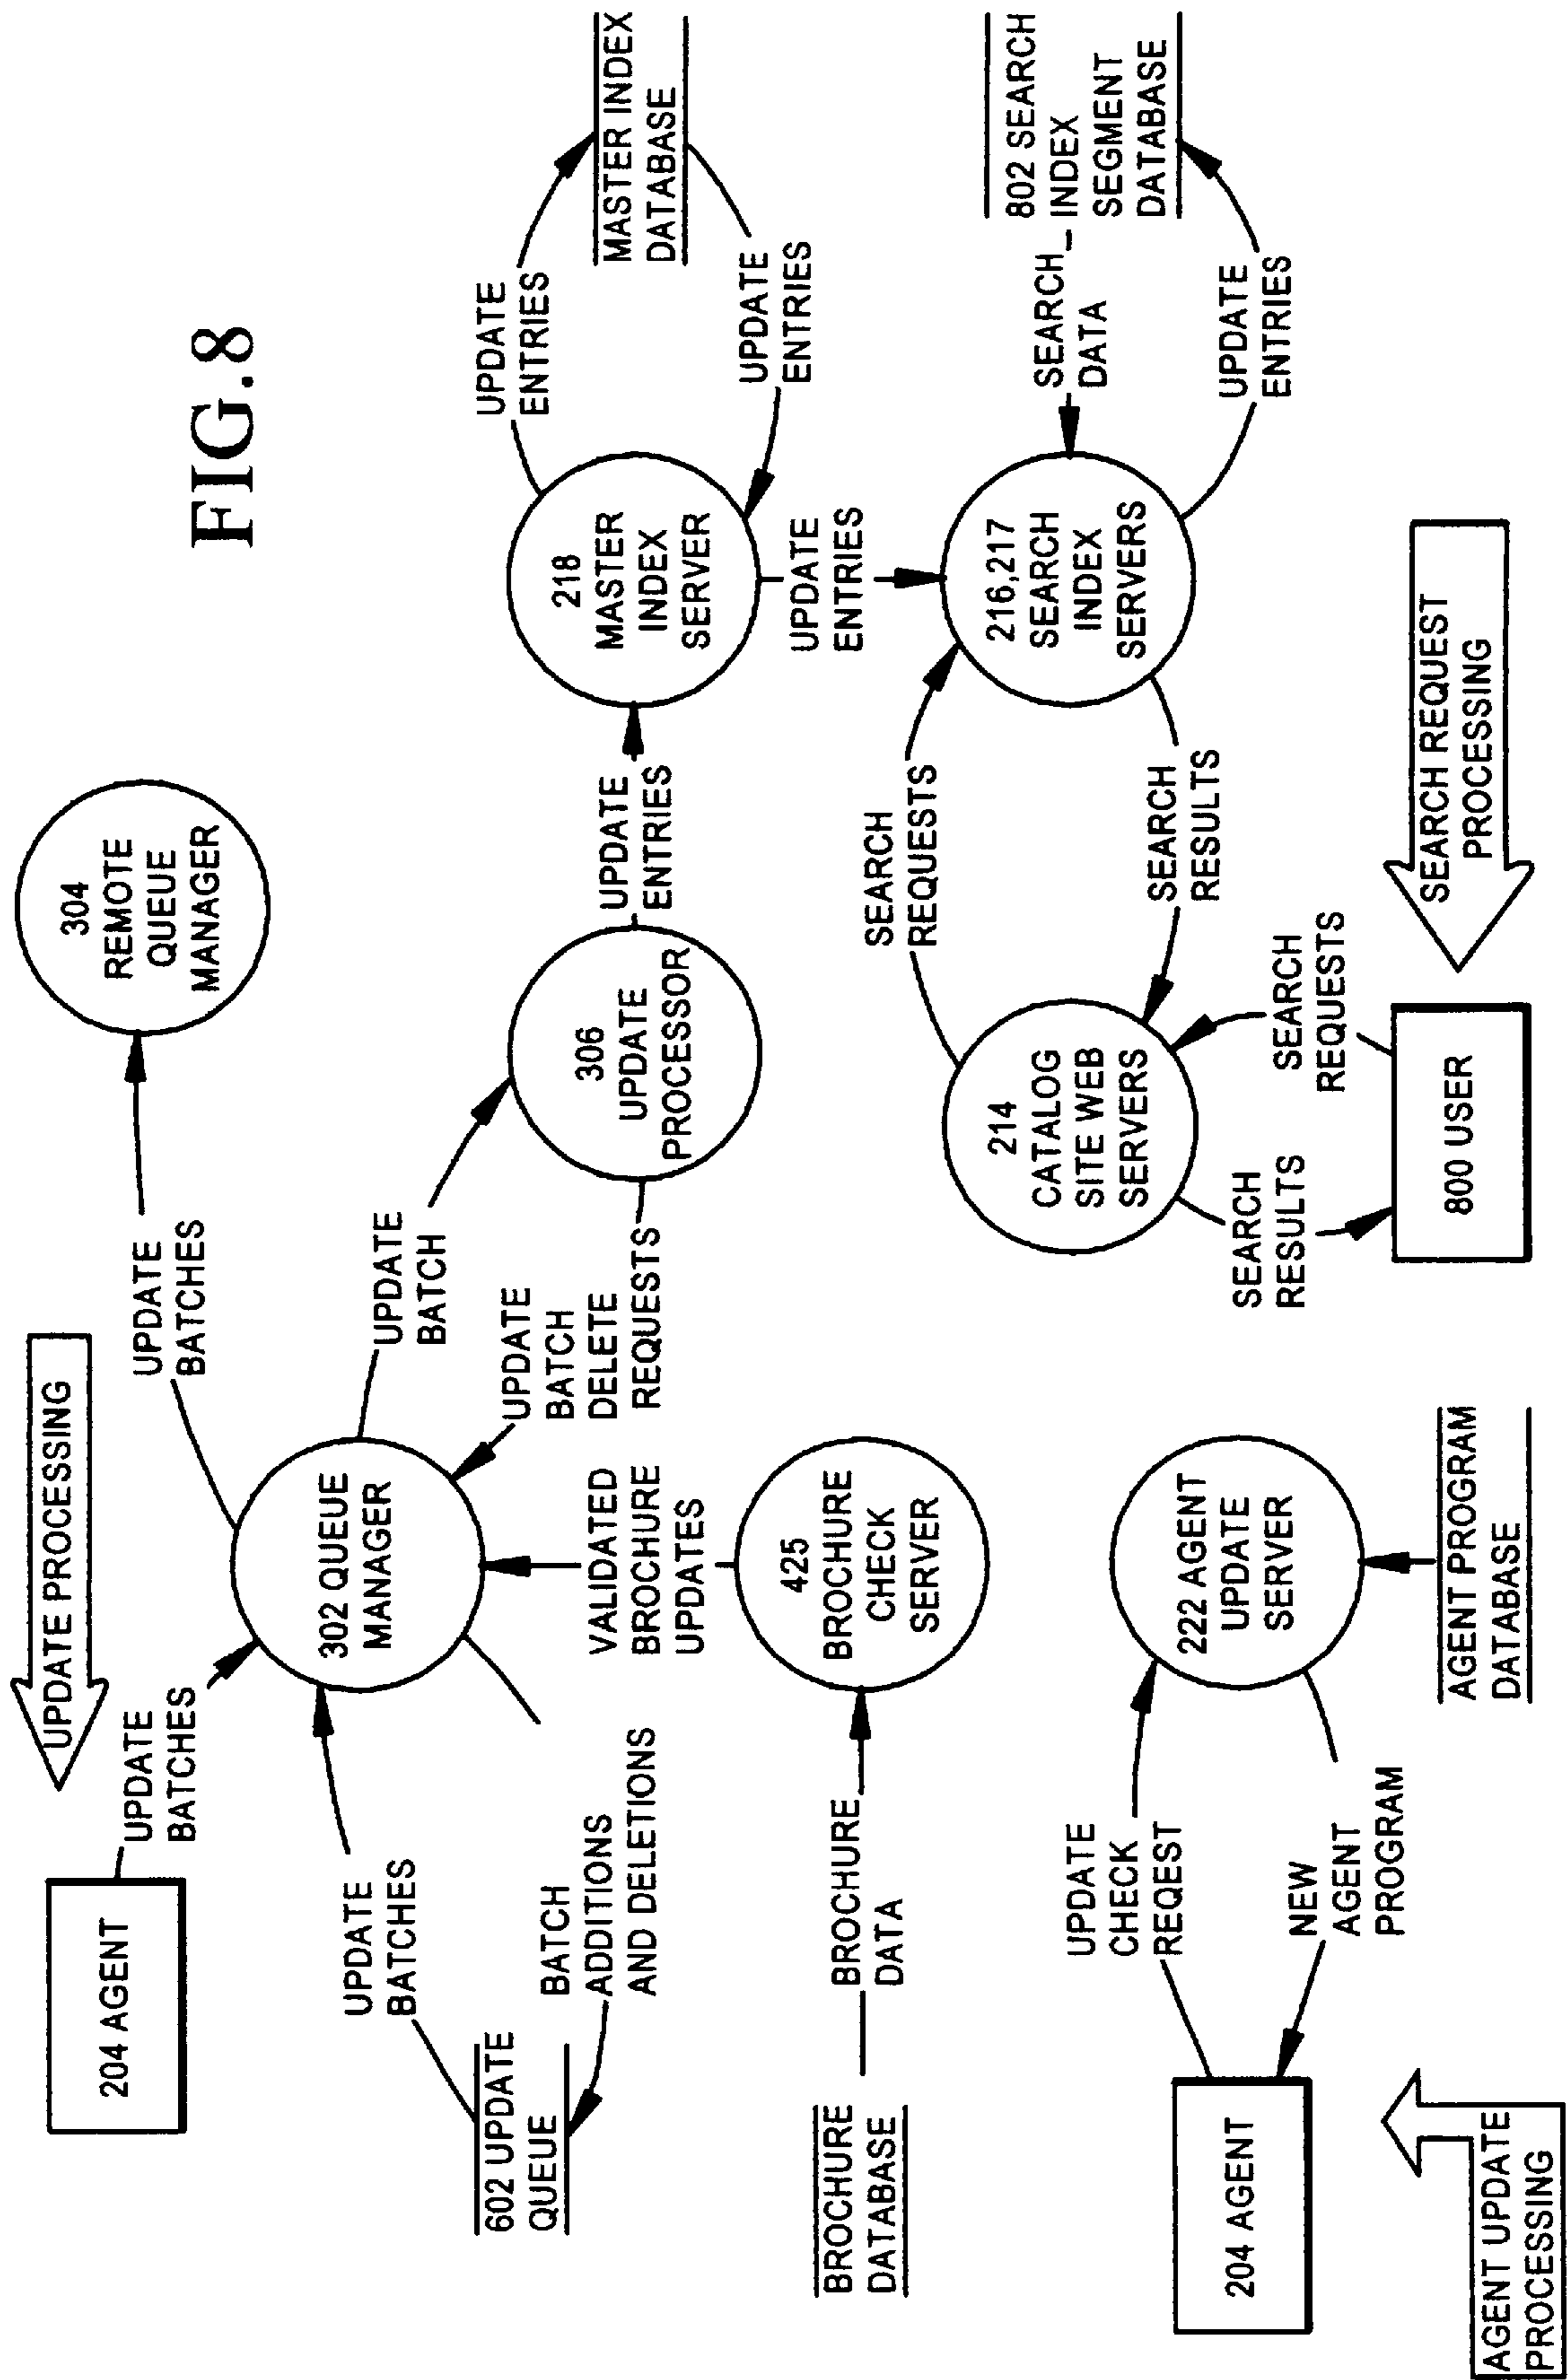 FIG.8
UPDATE PROCESSING
204 AGENT
UPDATE
BATCHES
302 QUEUE
MANAGER
UPDATE
BATCHES
304
REMOTE
QUEUE
MANAGER
UPDATE
BATCHES
602 UPDATE
QUEUE
BATCH
ADDITIONS
AND DELETIONS
UPDATE
BATCH
UPDATE
BATCH
DELETE
REQUESTS
306
UPDATE
PROCESSOR
UPDATE
ENTRIES
218
MASTER
INDEX
SERVER
UPDATE
ENTRIES
MASTER INDEX
DATABASE
UPDATE
ENTRIES
UPDATE
ENTRIES
VALIDATED
BROCHURE
UPDATES
425
BROCHURE
CHECK
SERVER
BROCHURE
DATA
BROCHURE
DATABASE
216,217
SEARCH
INDEX
SERVERS
SEARCH
DATA
802 SEARCH
INDEX
SEGMENT
DATABASE
UPDATE
ENTRIES
SEARCH
REQUESTS
SEARCH
RESULTS
214
CATALOG
SITE WEB
SERVERS
SEARCH
REQUESTS
SEARCH
RESULTS
800 USER
SEARCH REQUEST
PROCESSING
204 AGENT
UPDATE
CHECK
REQEST
NEW
AGENT
PROGRAM
222 AGENT
UPDATE
SERVER
AGENT PROGRAM
DATABASE
AGENT UPDATE
PROCESSING